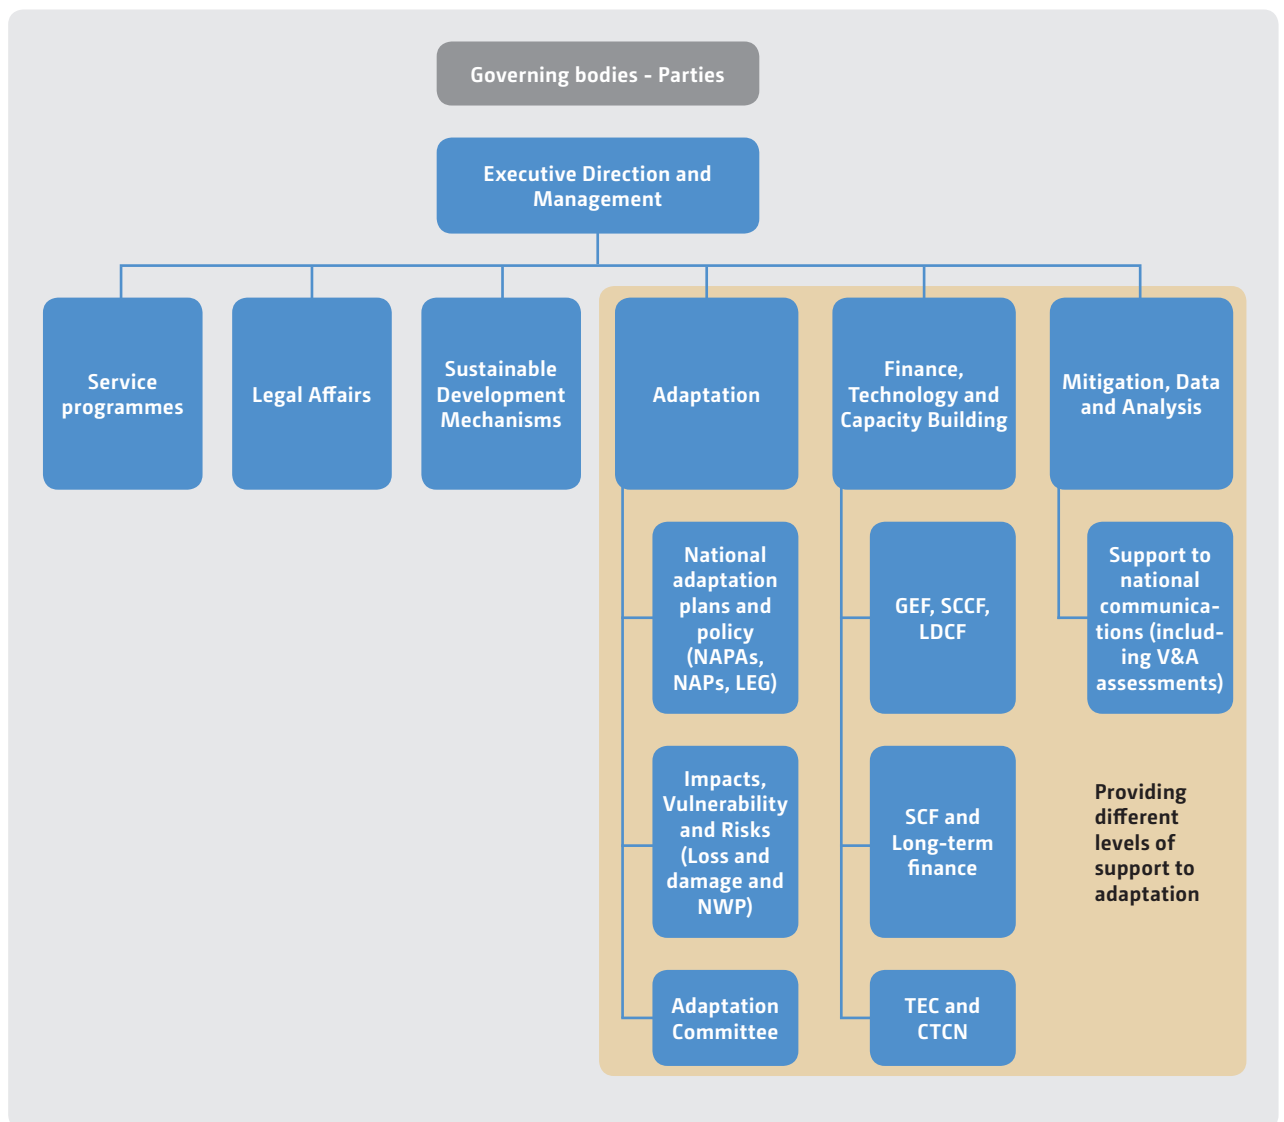 Governing bodies - Parties
Executive Direction and
Management
Service
programmes
Legal Affairs
Sustainable
Development
Mechanisms
Adaptation
Finance,
Technology and
Capacity Building
Mitigation, Data
and Analysis
National
adaptation
plans and
policy
(NAPAs,
NAPs, LEG)
GEF, SCCF,
LDCF
Support to
national
communica-
tions (includ-
ing V&A
assessments)
Impacts,
Vulnerability
and Risks
(Loss and
damage and
NWP)
SCF and
Long-term
finance
Providing
different
levels of
support to
adaptation
Adaptation
Committee
TEC and
CTCN